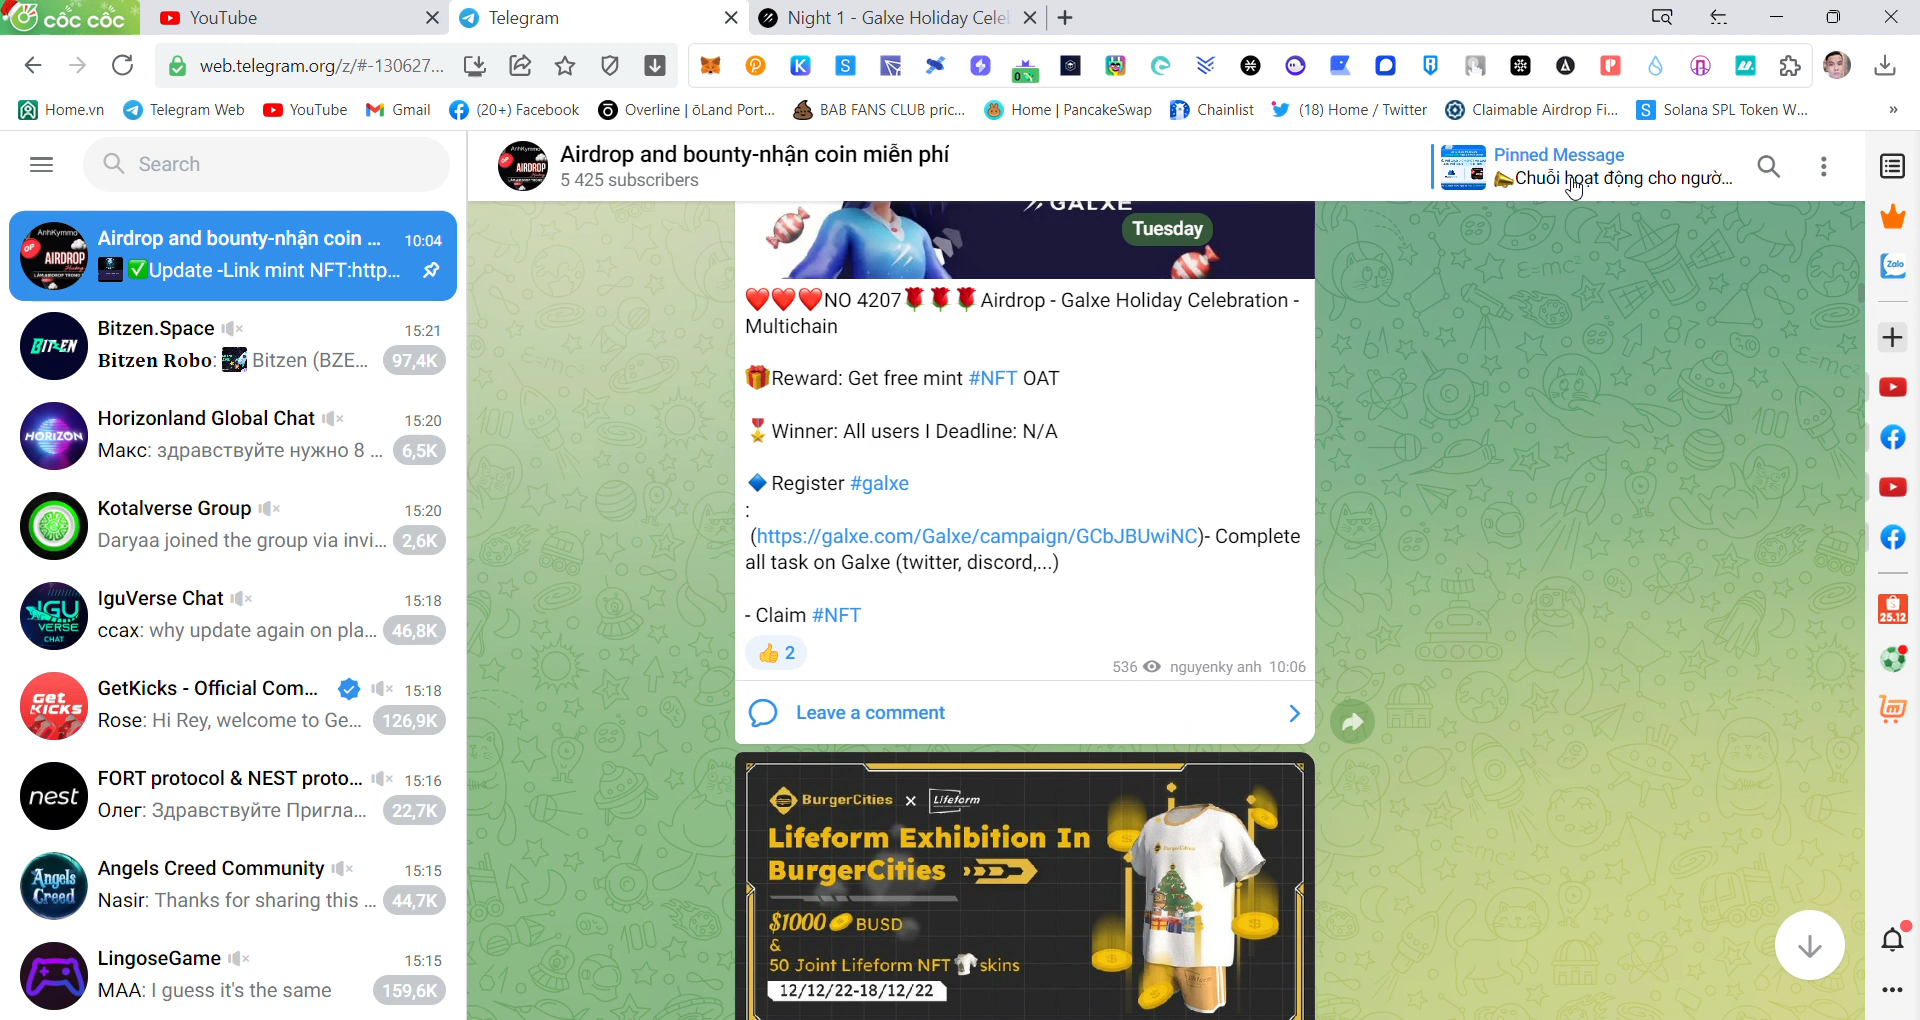 cốc cốc
YouTube
Telegram
Night 1 - Galxe Holiday Cele
web.telegram.org/z/#-130627...
Home.vn
Telegram Web
YouTube
Gmail
(20+) Facebook
Overline | ōLand Port...
BAB FANS CLUB pric...
Home | PancakeSwap
Chainlist
(18) Home / Twitter
Claimable Airdrop Fi...
Solana SPL Token W...
»
Search
Airdrop and bounty-nhận coin miễn phí
5 425 subscribers
Pinned Message
📣Chuỗi hoạt động cho ngườ...
Airdrop and bounty-nhận coin ... 10:04
✅Update -Link mint NFT:http...
Bitzen.Space 15:21
Bitzen Robo: Bitzen (BZE... 97,4K
Horizonland Global Chat 15:20
Макс: здравствуйте нужно 8 ... 6,5K
Kotalverse Group 15:20
Daryaa joined the group via invi... 2,6K
IguVerse Chat 15:18
ссах: why update again on pla... 46,8K
GetKicks - Official Com... 15:18
Rose: Hi Rey, welcome to Ge... 126,9K
FORT protocol & NEST proto... 15:16
Олег: Здравствуйте Пригла... 22,7K
Angels Creed Community 15:15
Nasir: Thanks for sharing this ... 44,7K
LingoseGame 15:15
MAA: I guess it's the same 159,6K
GALXE
Tuesday
❤️❤️❤️NO 4207🌹🌹🌹Airdrop - Galxe Holiday Celebration -
Multichain
🎁Reward: Get free mint #NFT OAT
🎖Winner: All users I Deadline: N/A
🔷Register #galxe
:
(https://galxe.com/Galxe/campaign/GCbJBUwiNC)- Complete
all task on Galxe (twitter, discord,...)
- Claim #NFT
👍 2
536 nguyenky anh 10:06
Leave a comment
BurgerCities x Lifeform
Lifeform Exhibition In
BurgerCities
$1000 BUSD
&
50 Joint Lifeform NFT skins
12/12/22-18/12/22
Zalo
25.12